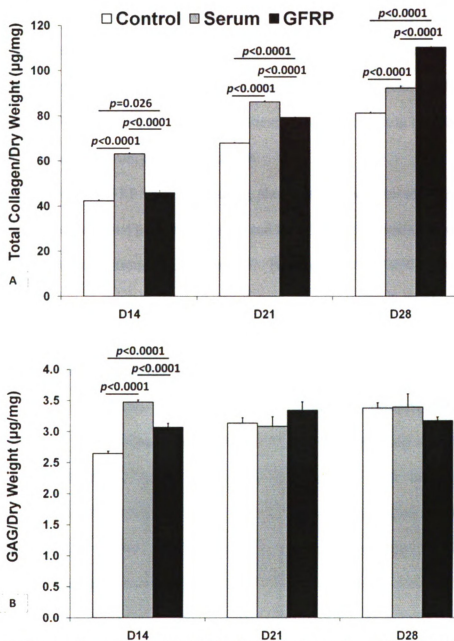 Control Serum GFRP
Total Collagen/Dry Weight (µg/mg)
120
100
80
60
40
20
0
p=0.026
p<0.0001
p<0.0001
p<0.0001
p<0.0001
p<0.0001
p<0.0001
p<0.0001
p<0.0001
A
D14 D21 D28
GAG/Dry Weight (µg/mg)
4.0
3.5
3.0
2.5
2.0
1.5
1.0
0.5
0.0
p<0.0001
p<0.0001
p<0.0001
B
D14 D21 D28